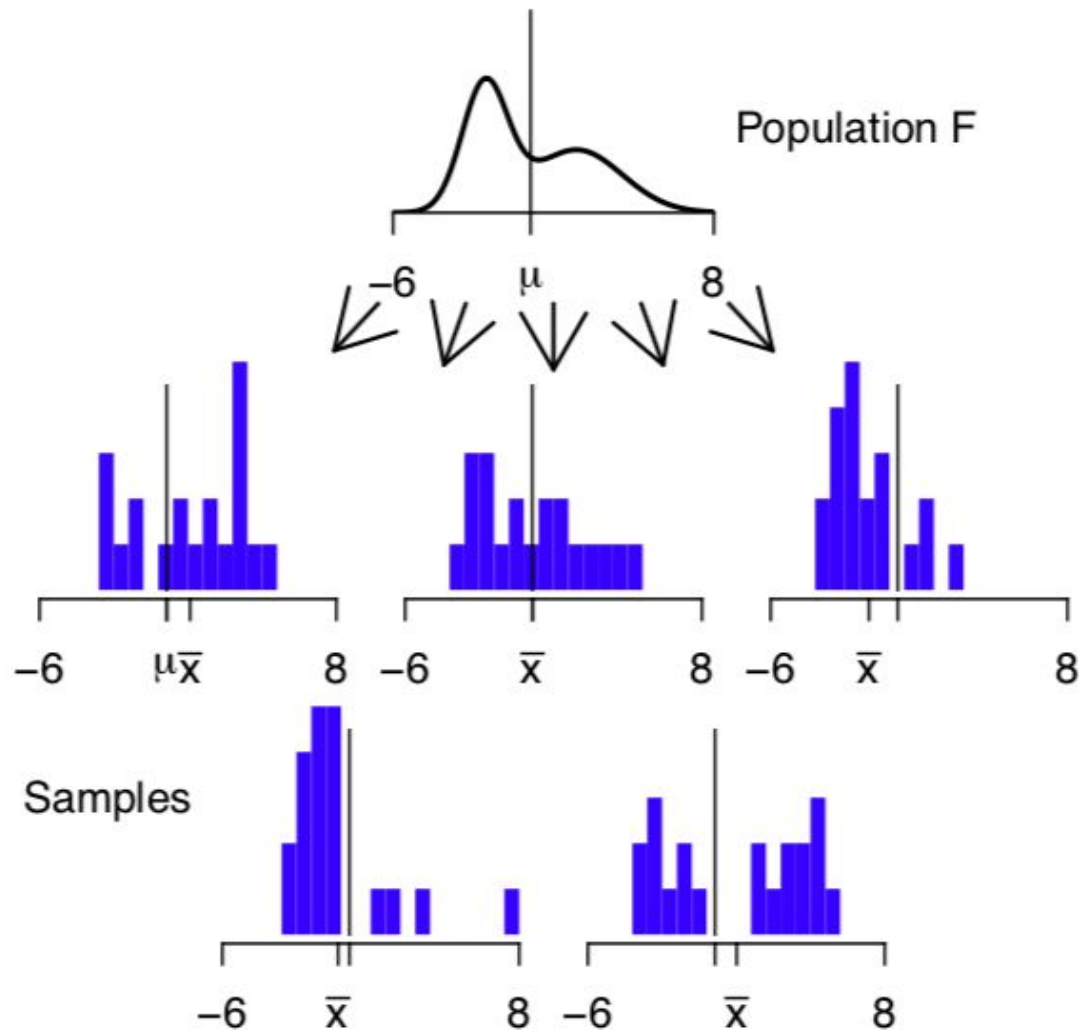 Population F
−6 μ 8
−6 μ x̄ 8
−6 x̄ 8
−6 x̄ 8
Samples
−6 x̄ 8
−6 x̄ 8